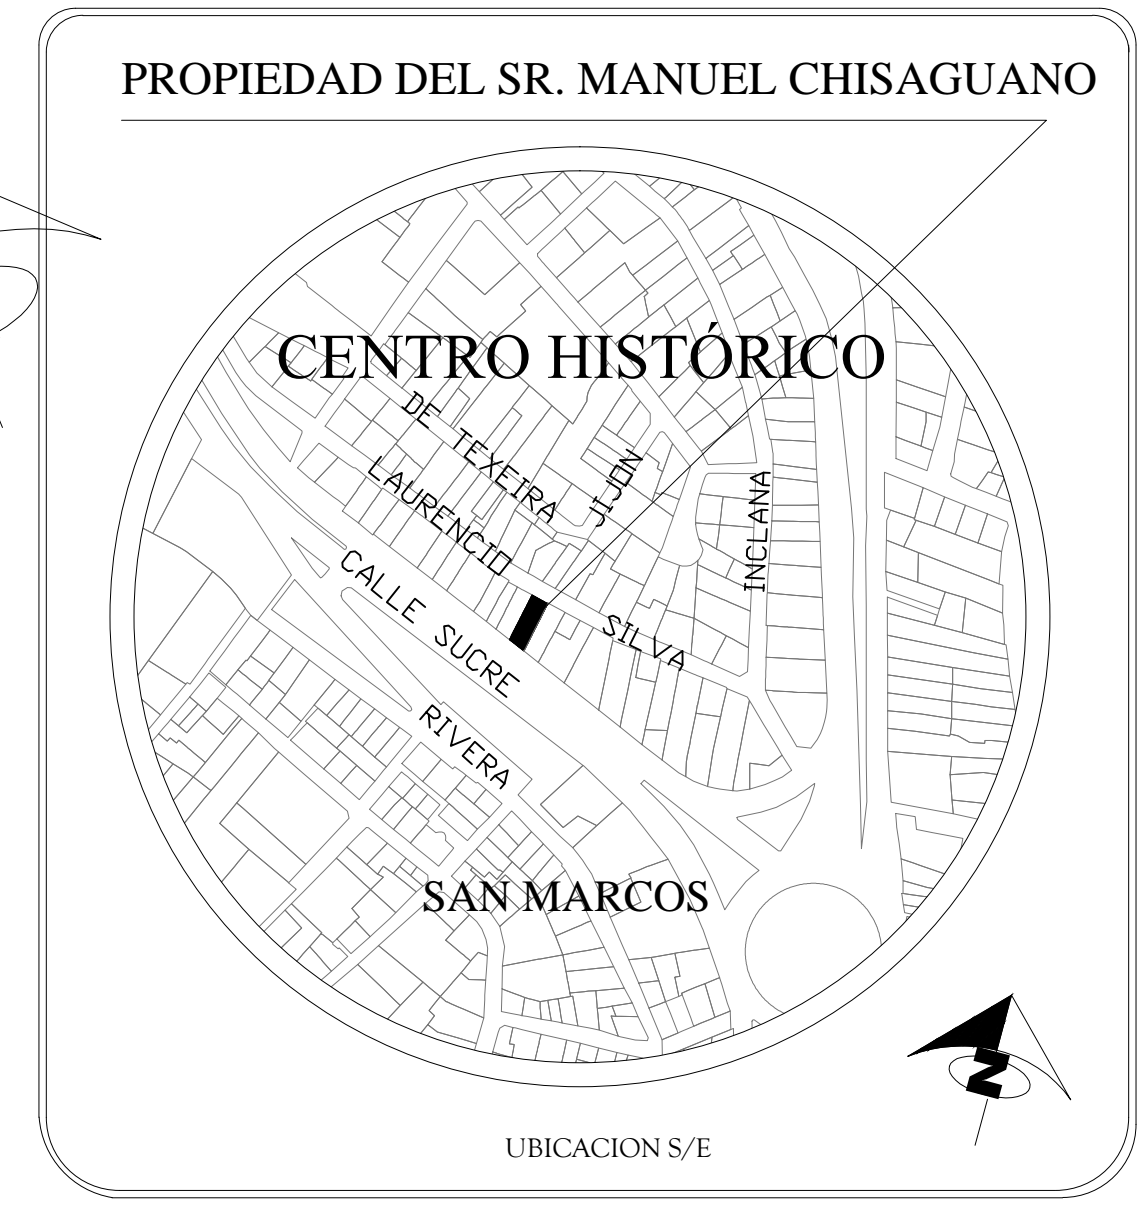 PROPIEDAD DEL SR. MANUEL CHISAGUANO
CENTRO HISTÓRICO
DE TEXEIRA
JIJON
LAURENCIO
INCLANA
CALLE SUCRE
SILVA
RIVERA
SAN MARCOS
N
UBICACION S/E